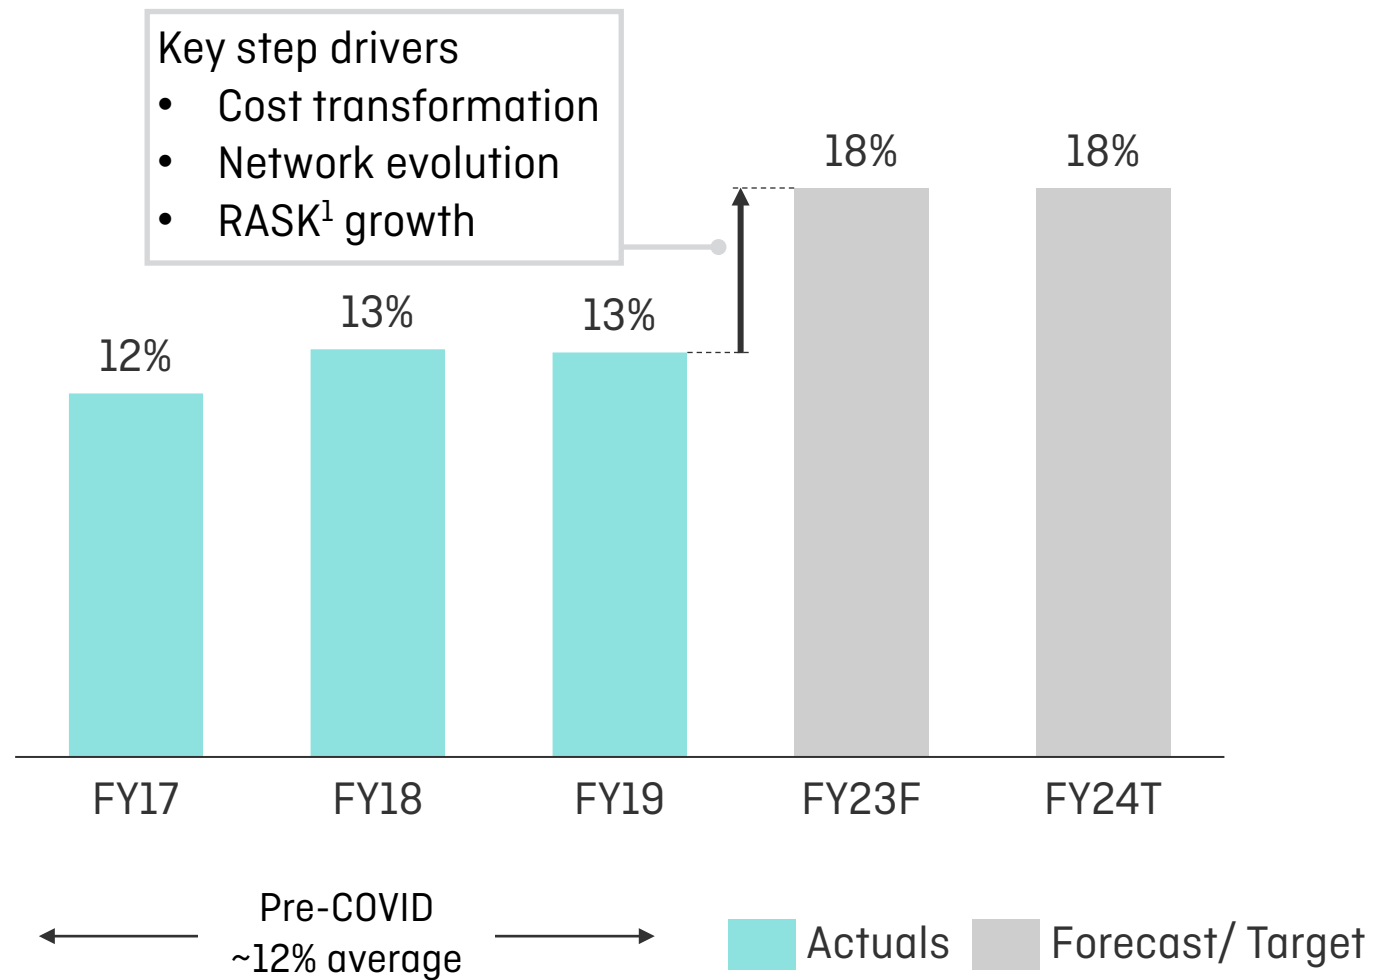 Key step drivers
• Cost transformation
• Network evolution
• RASK¹ growth
12%
13%
13%
18%
18%
FY17
FY18
FY19
FY23F
FY24T
Pre-COVID
~12% average
Actuals
Forecast/ Target